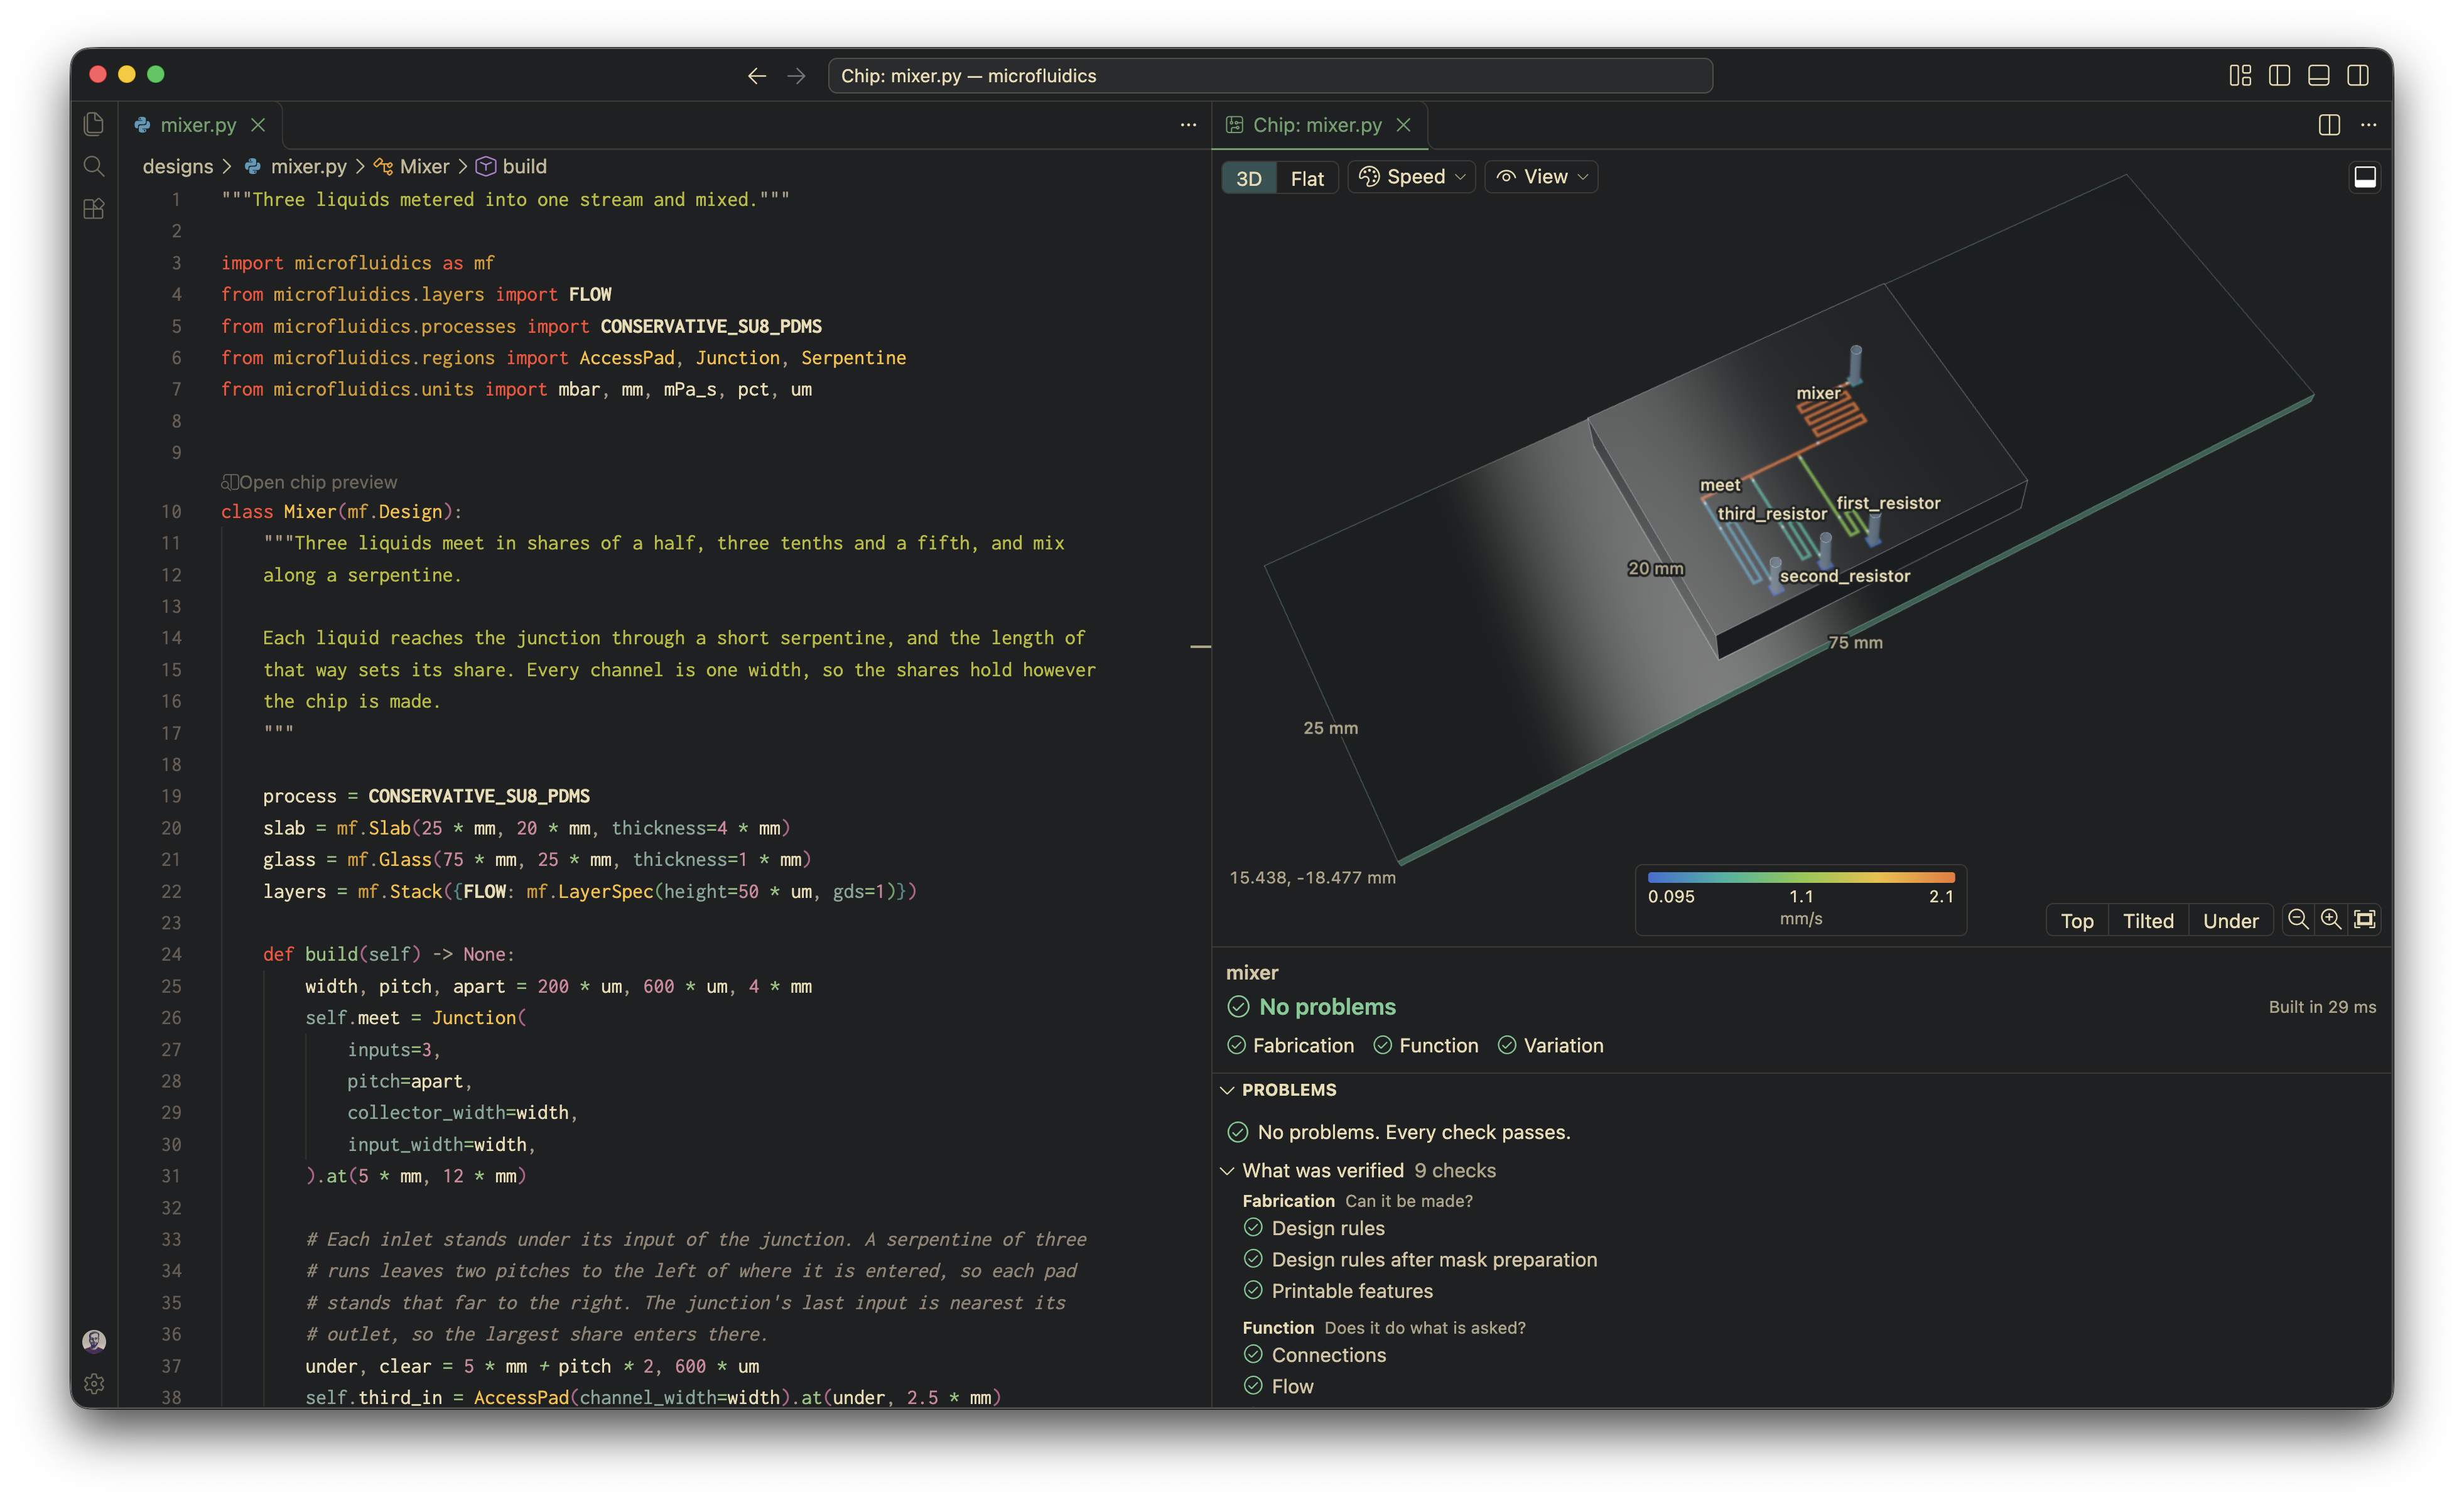 Chip: mixer.py — microfluidics
mixer.py
designs > mixer.py > Mixer > build
1 """Three liquids metered into one stream and mixed."""
2
3 import microfluidics as mf
4 from microfluidics.layers import FLOW
5 from microfluidics.processes import CONSERVATIVE_SU8_PDMS
6 from microfluidics.regions import AccessPad, Junction, Serpentine
7 from microfluidics.units import mbar, mm, mPa_s, pct, um
8
9
Open chip preview
10 class Mixer(mf.Design):
11 """Three liquids meet in shares of a half, three tenths and a fifth, and mix
12 along a serpentine.
13
14 Each liquid reaches the junction through a short serpentine, and the length of
15 that way sets its share. Every channel is one width, so the shares hold however
16 the chip is made.
17 """
18
19 process = CONSERVATIVE_SU8_PDMS
20 slab = mf.Slab(25 * mm, 20 * mm, thickness=4 * mm)
21 glass = mf.Glass(75 * mm, 25 * mm, thickness=1 * mm)
22 layers = mf.Stack({FLOW: mf.LayerSpec(height=50 * um, gds=1)})
23
24 def build(self) -> None:
25 width, pitch, apart = 200 * um, 600 * um, 4 * mm
26 self.meet = Junction(
27 inputs=3,
28 pitch=apart,
29 collector_width=width,
30 input_width=width,
31 ).at(5 * mm, 12 * mm)
32
33 # Each inlet stands under its input of the junction. A serpentine of three
34 # runs leaves two pitches to the left of where it is entered, so each pad
35 # stands that far to the right. The junction's last input is nearest its
36 # outlet, so the largest share enters there.
37 under, clear = 5 * mm + pitch * 2, 600 * um
38 self.third_in = AccessPad(channel_width=width).at(under, 2.5 * mm)
Chip: mixer.py
3D Flat Speed View
mixer
meet
first_resistor
third_resistor
20 mm
second_resistor
75 mm
25 mm
15.438, -18.477 mm
0.095 1.1 2.1
mm/s
Top Tilted Under
mixer
No problems
Built in 29 ms
Fabrication Function Variation
PROBLEMS
No problems. Every check passes.
What was verified 9 checks
Fabrication Can it be made?
Design rules
Design rules after mask preparation
Printable features
Function Does it do what is asked?
Connections
Flow